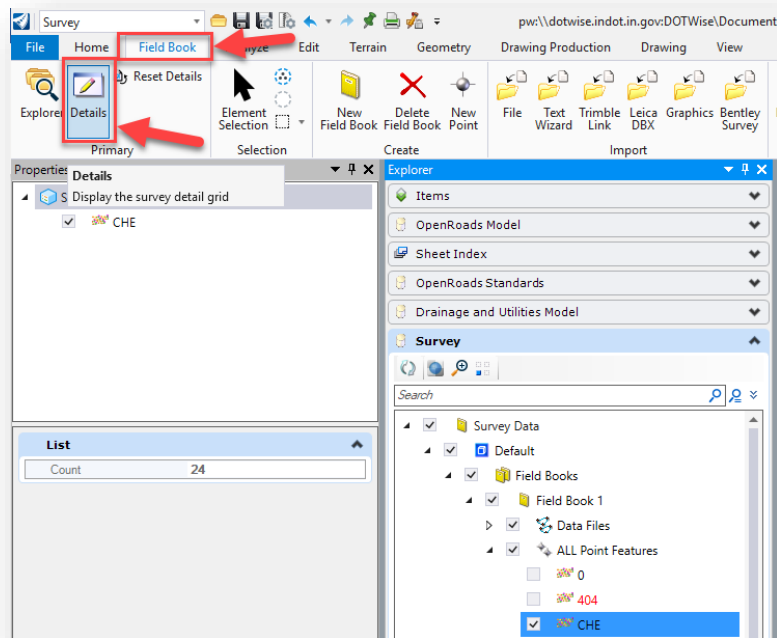 Survey
pw:\\dotwise.indot.in.gov:DOTWise\Document
File Home Field Book alyze Edit Terrain Geometry Drawing Production Drawing View
Explorer
Details
Reset Details
Primary
Element
Selection
Selection
New
Field Book
Delete
Field Book
New
Point
Create
File
Text
Wizard
Trimble
Link
Leica
DBX
Graphics
Bentley
Survey
Import
Properties
Details
Display the survey detail grid
S
CHE
List
Count 24
Explorer
Items
OpenRoads Model
Sheet Index
OpenRoads Standards
Drainage and Utilities Model
Survey
Search
Survey Data
Default
Field Books
Field Book 1
Data Files
ALL Point Features
0
404
CHE